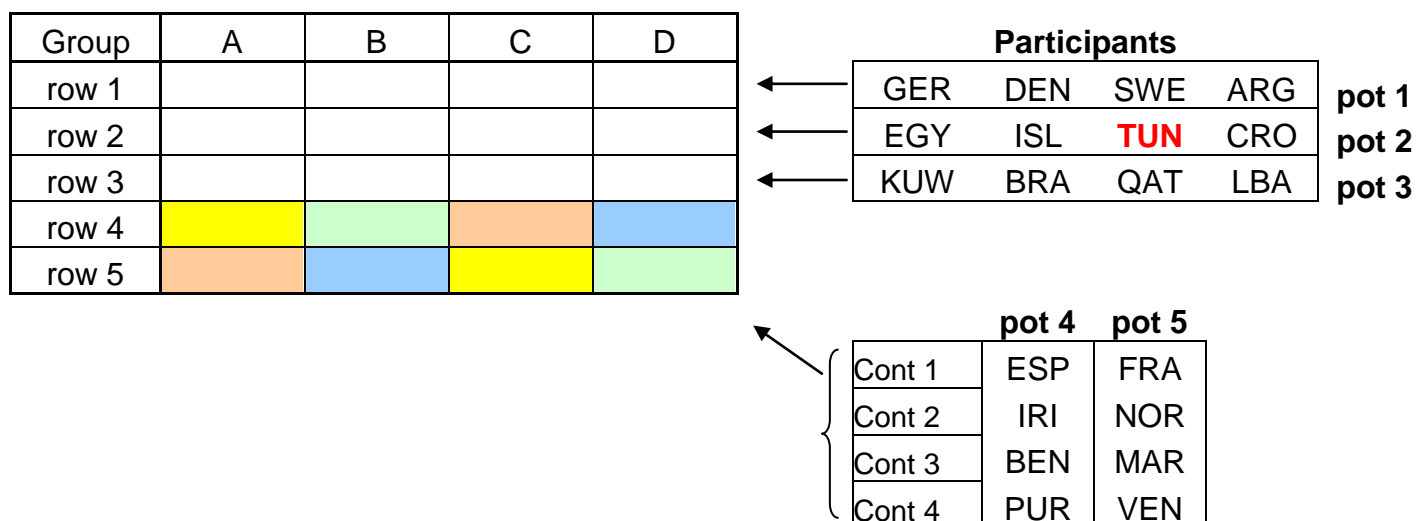 Group A B C D
row 1
row 2
row 3
row 4
row 5
Participants
GER DEN SWE ARG pot 1
EGY ISL TUN CRO pot 2
KUW BRA QAT LBA pot 3
pot 4 pot 5
Cont 1 ESP FRA
Cont 2 IRI NOR
Cont 3 BEN MAR
Cont 4 PUR VEN